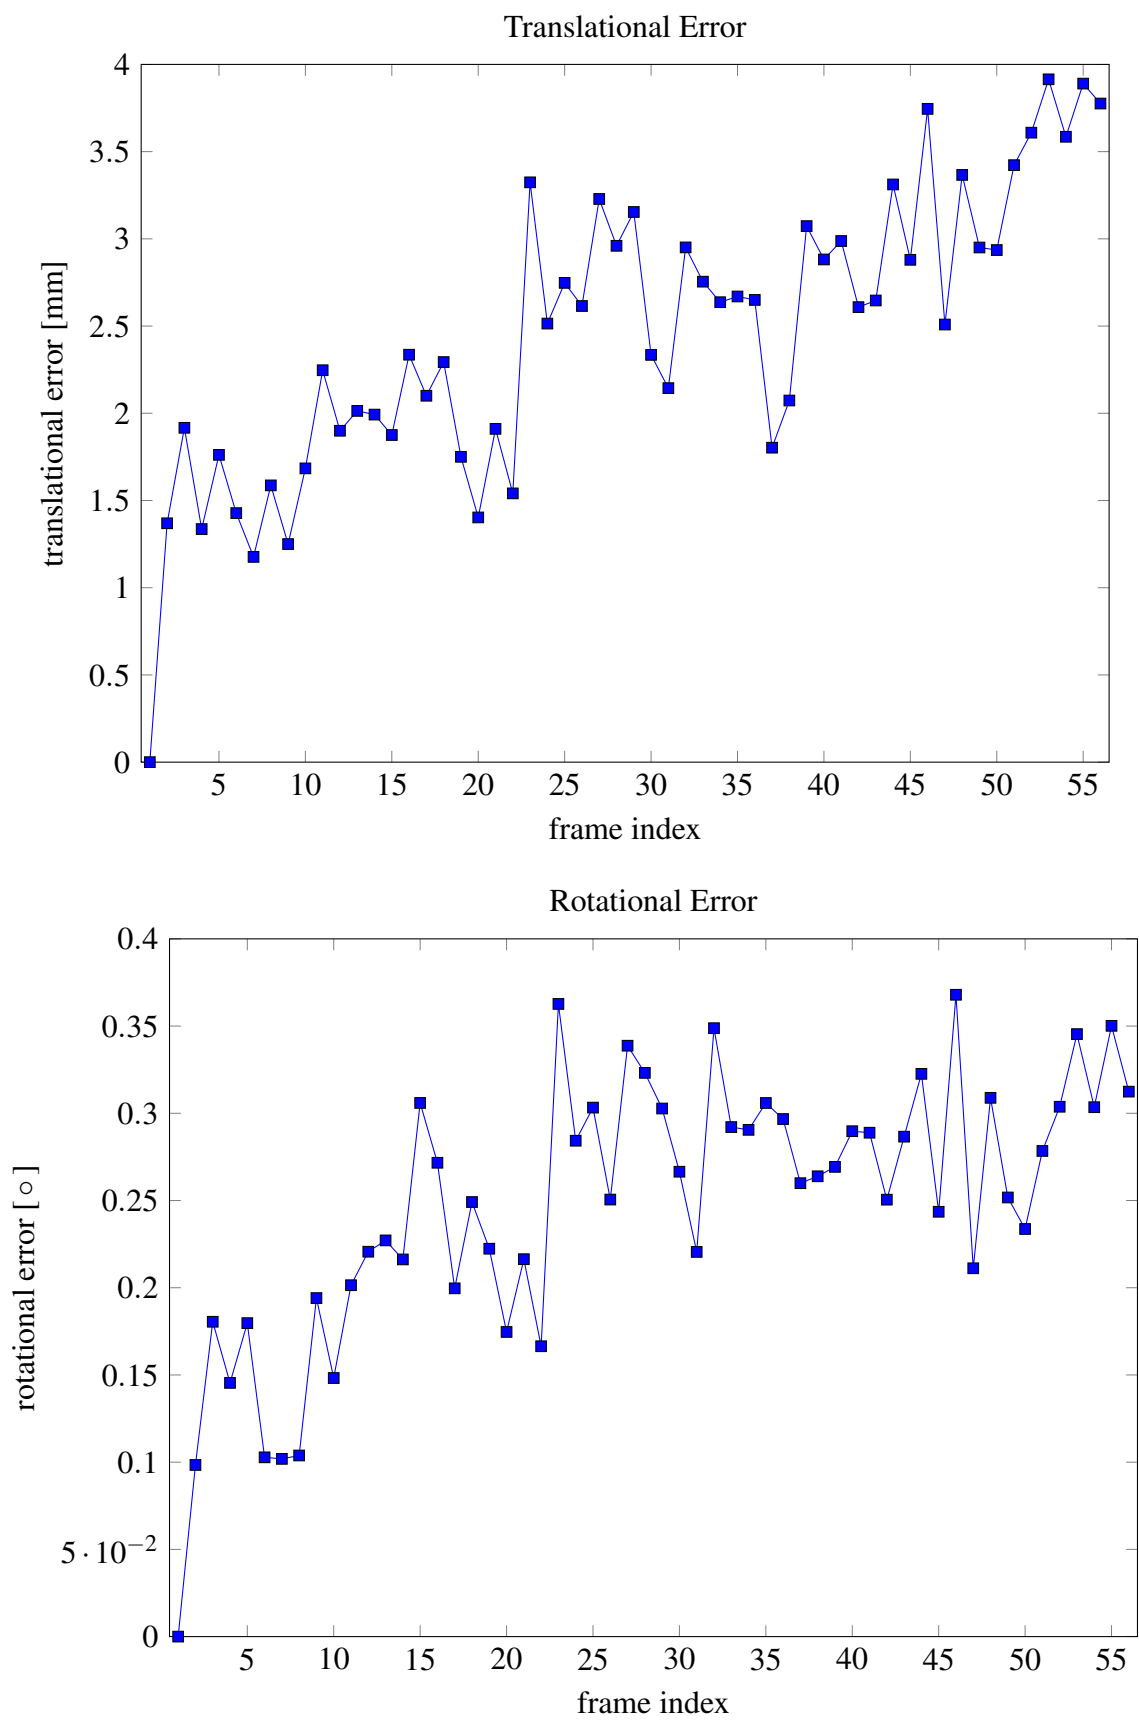 Translational Error
4
3.5
3
2.5
2
1.5
1
0.5
0
translational error [mm]
5 10 15 20 25 30 35 40 45 50 55
frame index
Rotational Error
0.4
0.35
0.3
0.25
0.2
0.15
0.1
5·10⁻²
0
rotational error [∘]
5 10 15 20 25 30 35 40 45 50 55
frame index